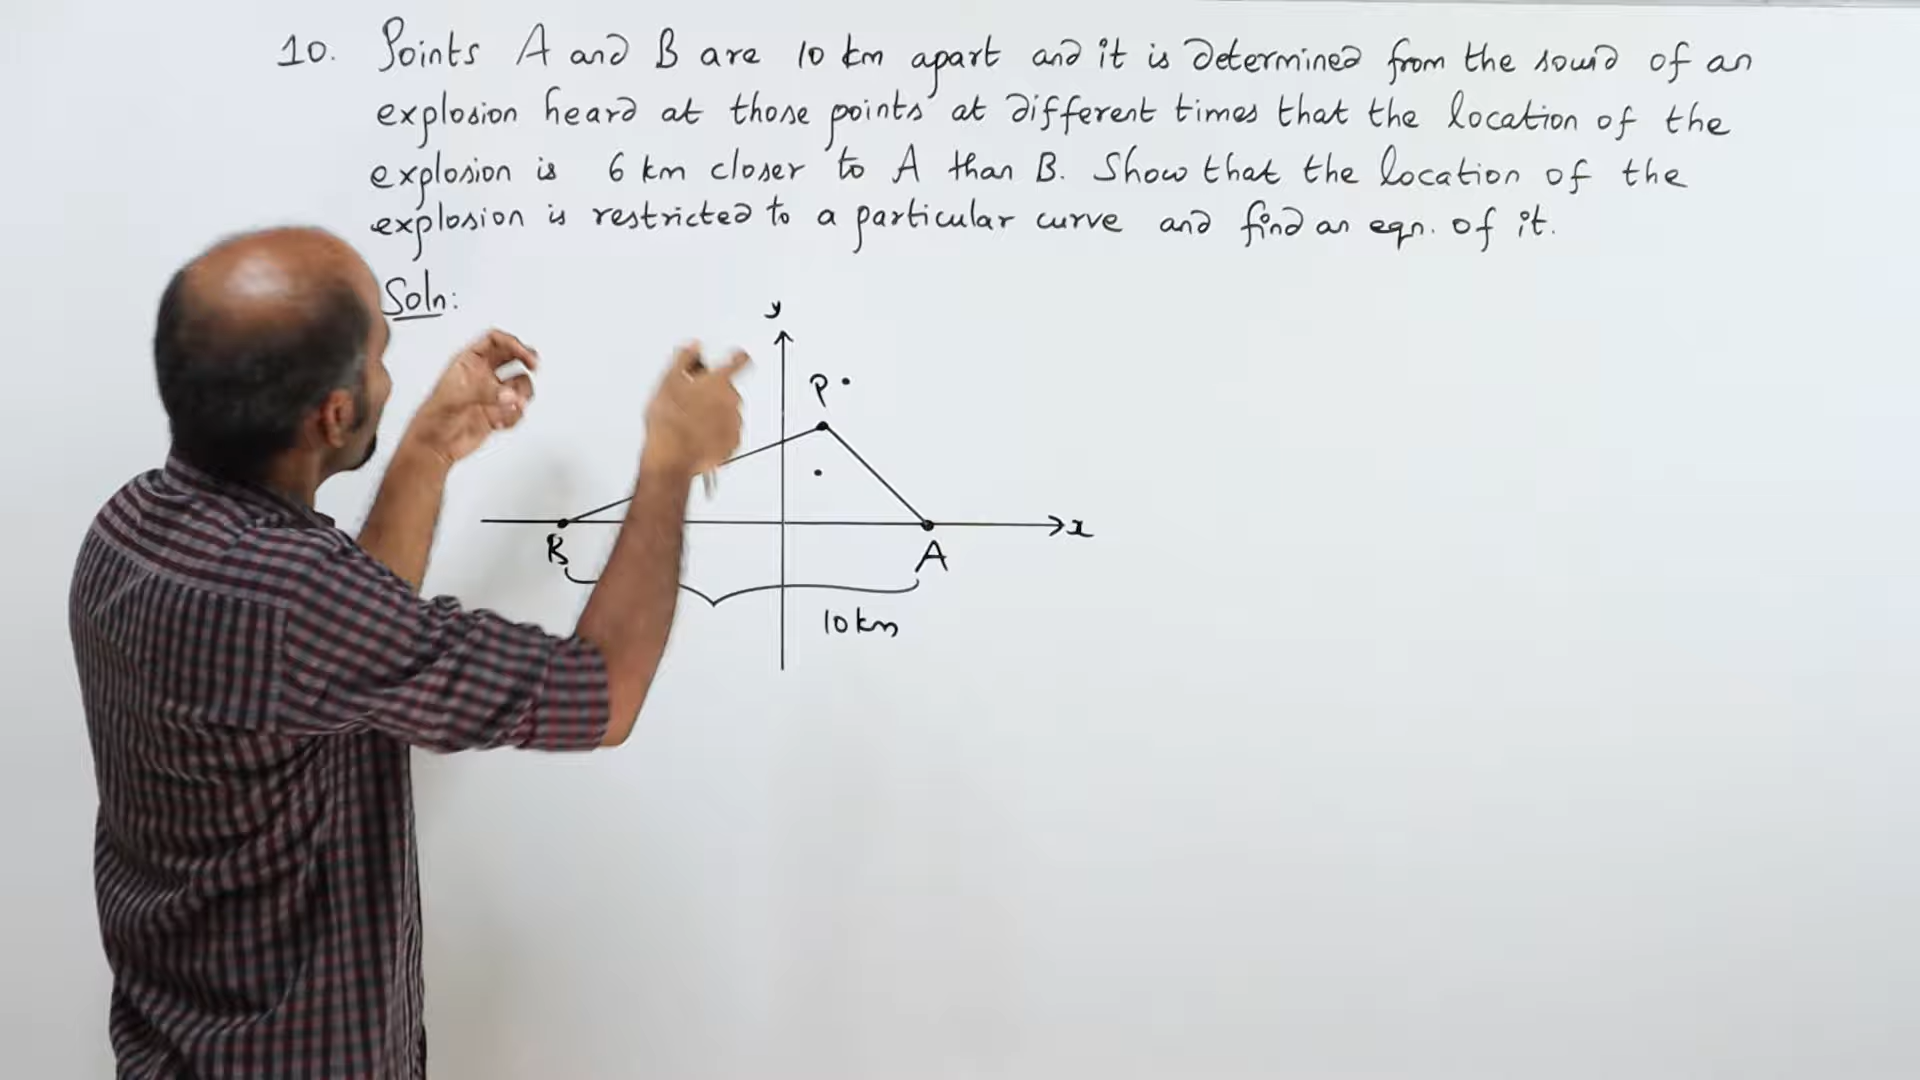 10. Points A and B are 10 km apart and it is determined from the sound of an
explosion heard at those points at different times that the location of the
explosion is 6 km closer to A than B. Show that the location of the
explosion is restricted to a particular curve and find an eqn. of it.
Soln:
y
P
x
B
A
10 km